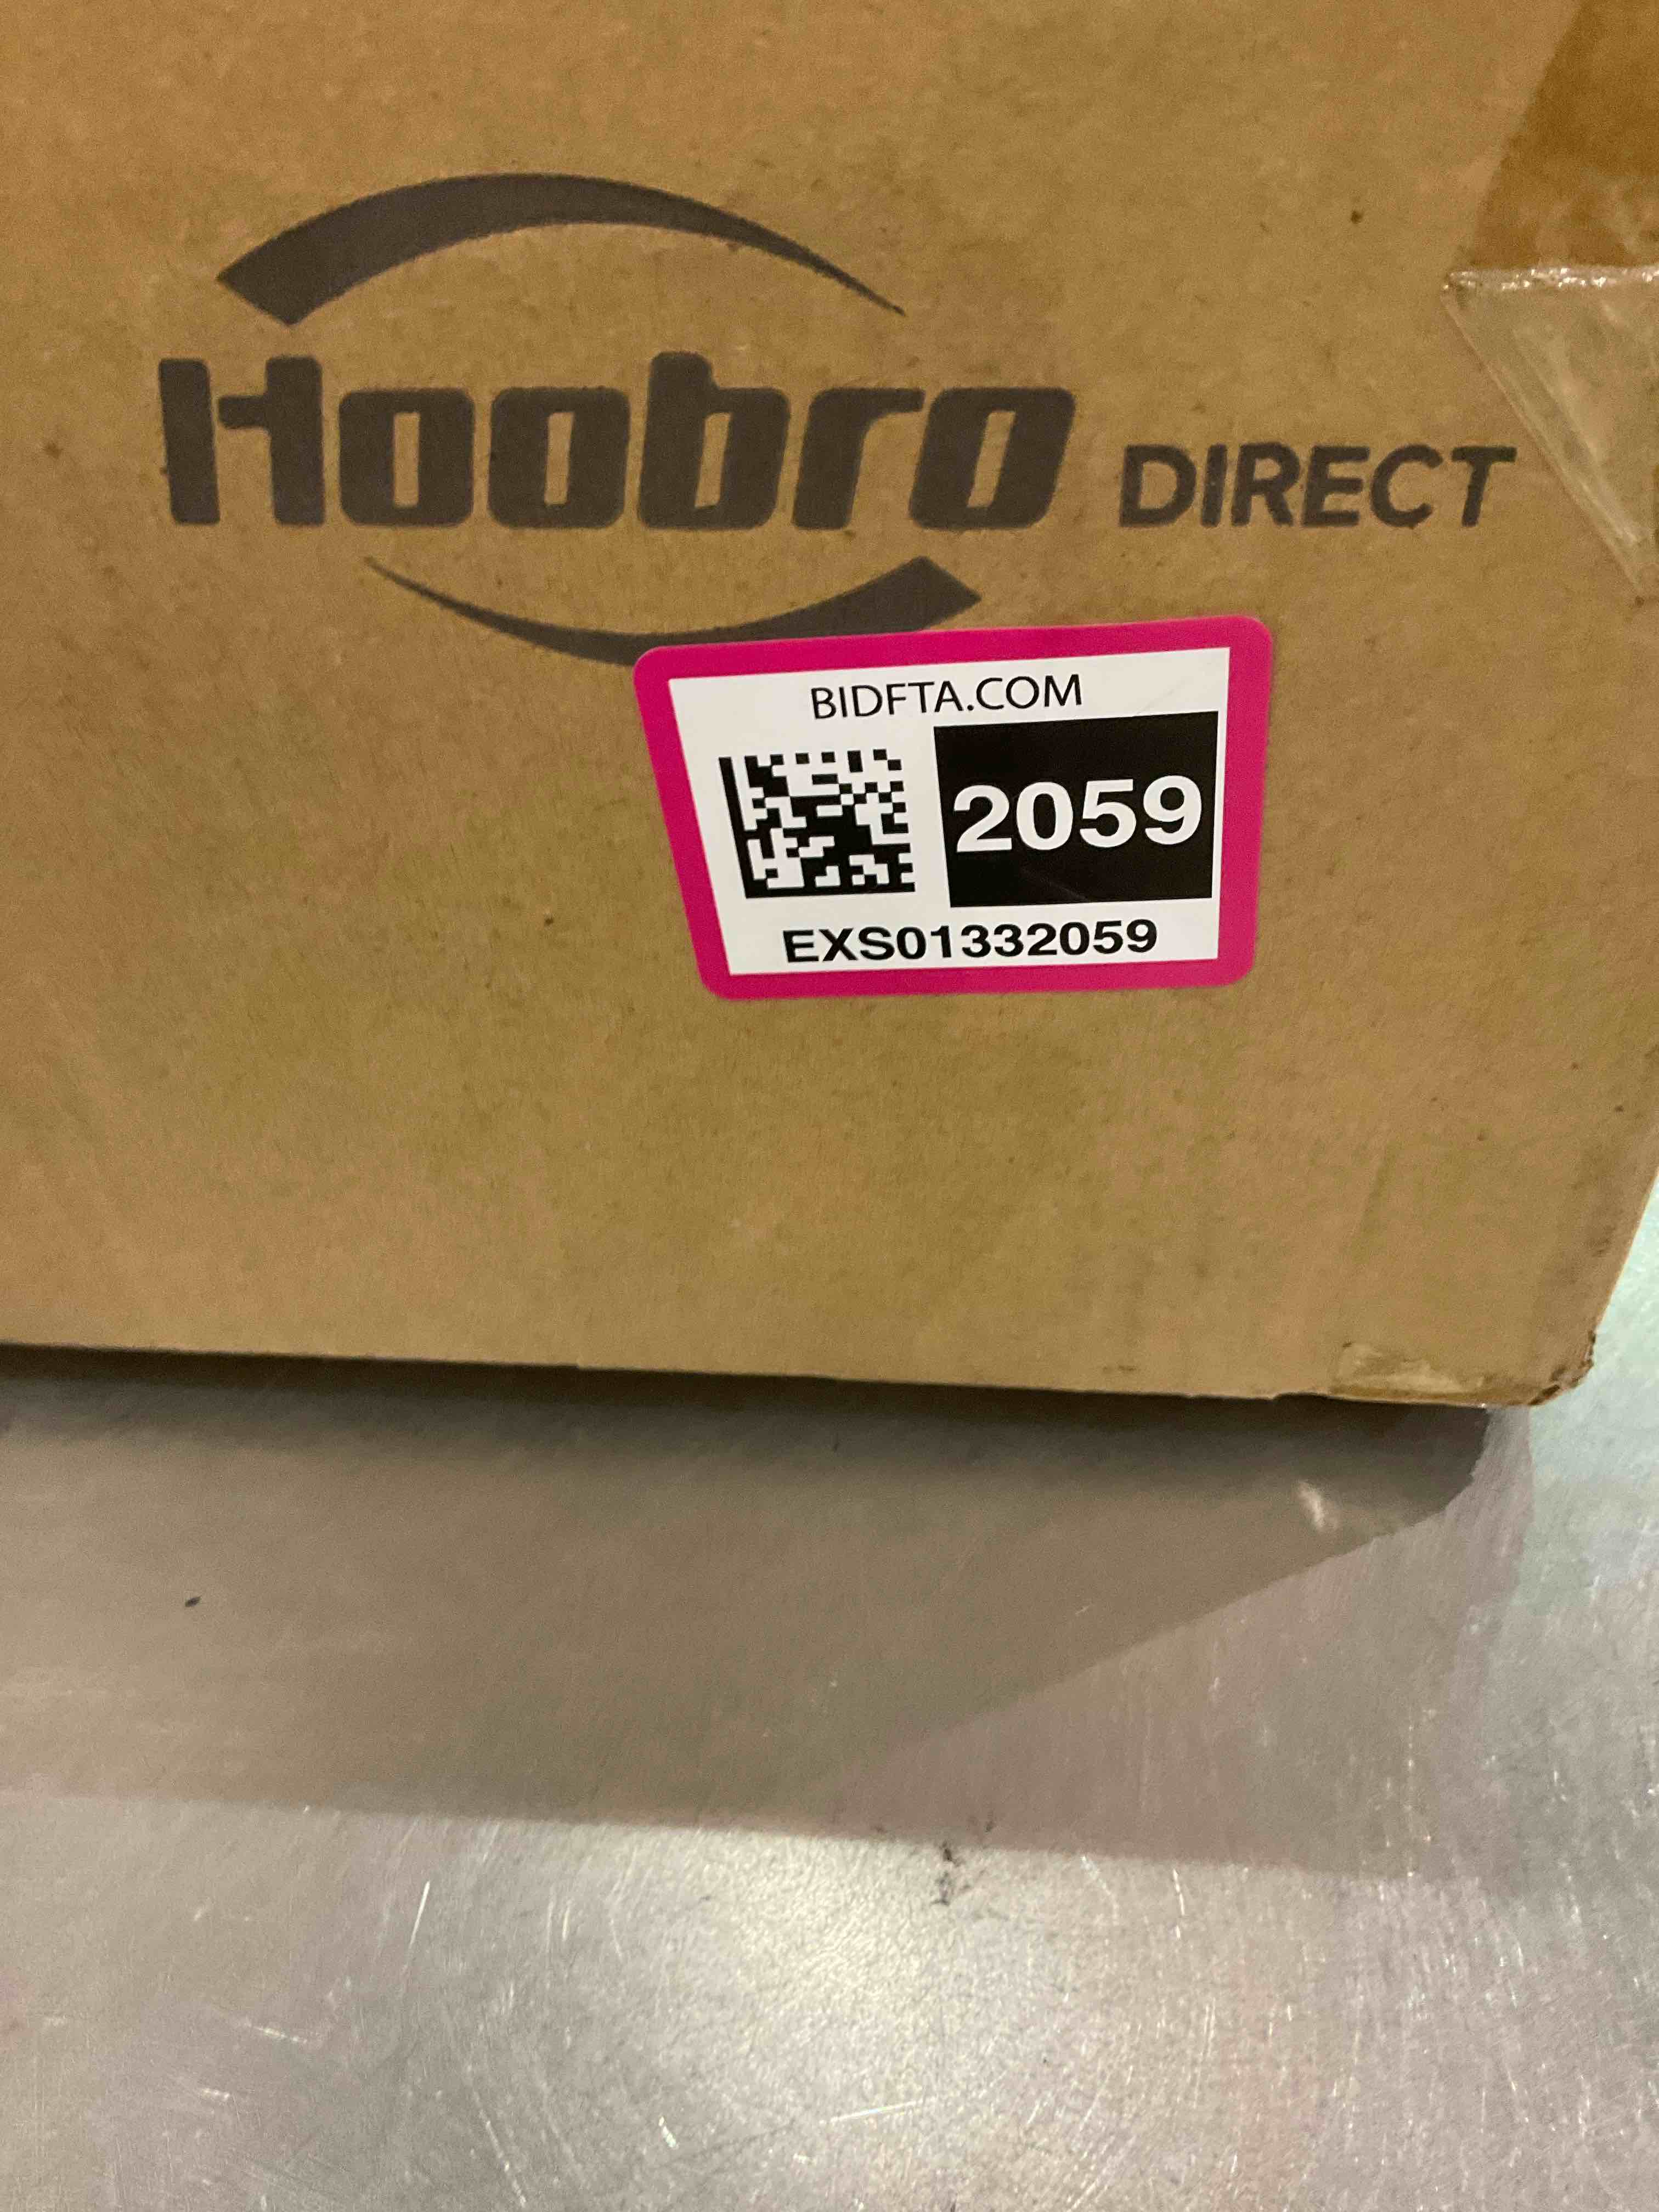 Hoobro DIRECT
BIDFTA.COM
2059
EXS01332059